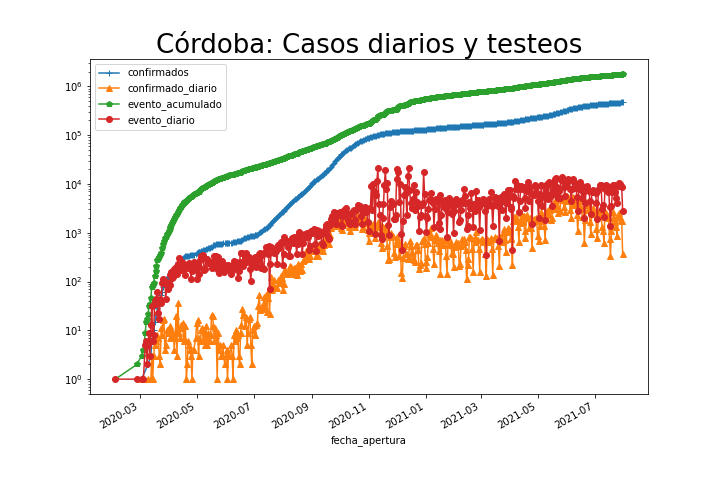 Córdoba: Casos diarios y testeos
confirmados
confirmado_diario
evento_acumulado
evento_diario
10⁶
10⁵
10⁴
10³
10²
10¹
10⁰
2020-03
2020-05
2020-07
2020-09
2020-11
2021-01
2021-03
2021-05
2021-07
fecha_apertura